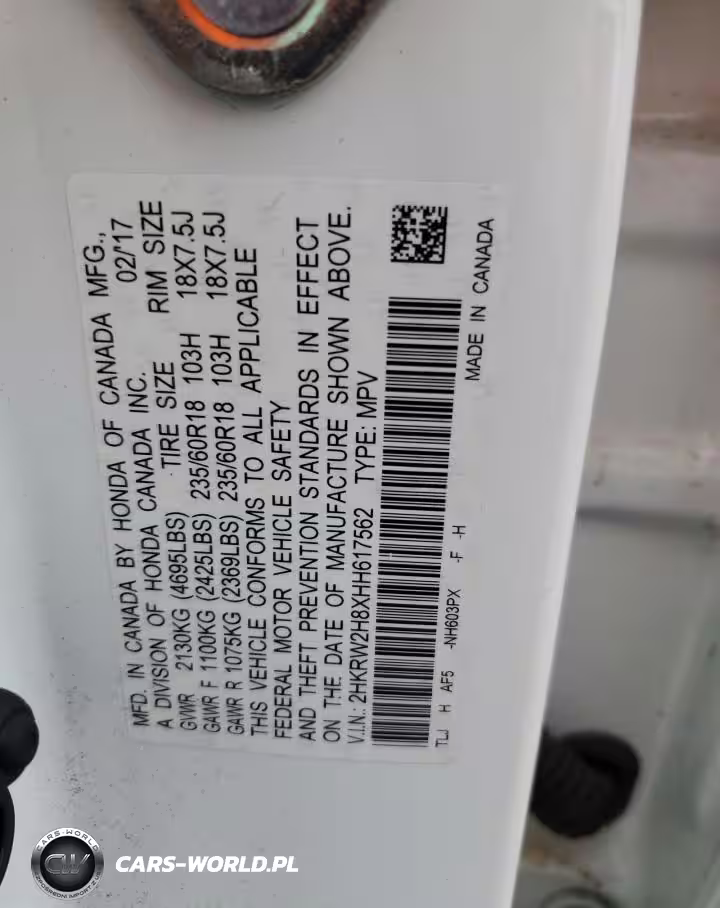 MFD. IN CANADA BY HONDA OF CANADA MFG.,
A DIVISION OF HONDA CANADA INC. 02/'17
TIRE SIZE RIM SIZE
GVWR 2130KG (4695LBS)
GAWR F 1100KG (2425LBS) 235/60R18 103H 18X7.5J
GAWR R 1075KG (2369LBS) 235/60R18 103H 18X7.5J
THIS VEHICLE CONFORMS TO ALL APPLICABLE
FEDERAL MOTOR VEHICLE SAFETY
AND THEFT PREVENTION STANDARDS IN EFFECT
ON THE DATE OF MANUFACTURE SHOWN ABOVE.
V.I.N.: 2HKRW2H8XHH617562 TYPE: MPV
TLJ H AF5 -NH603PX -F -H
MADE IN CANADA
CARS-WORLD
CW
CARS-WORLD.PL